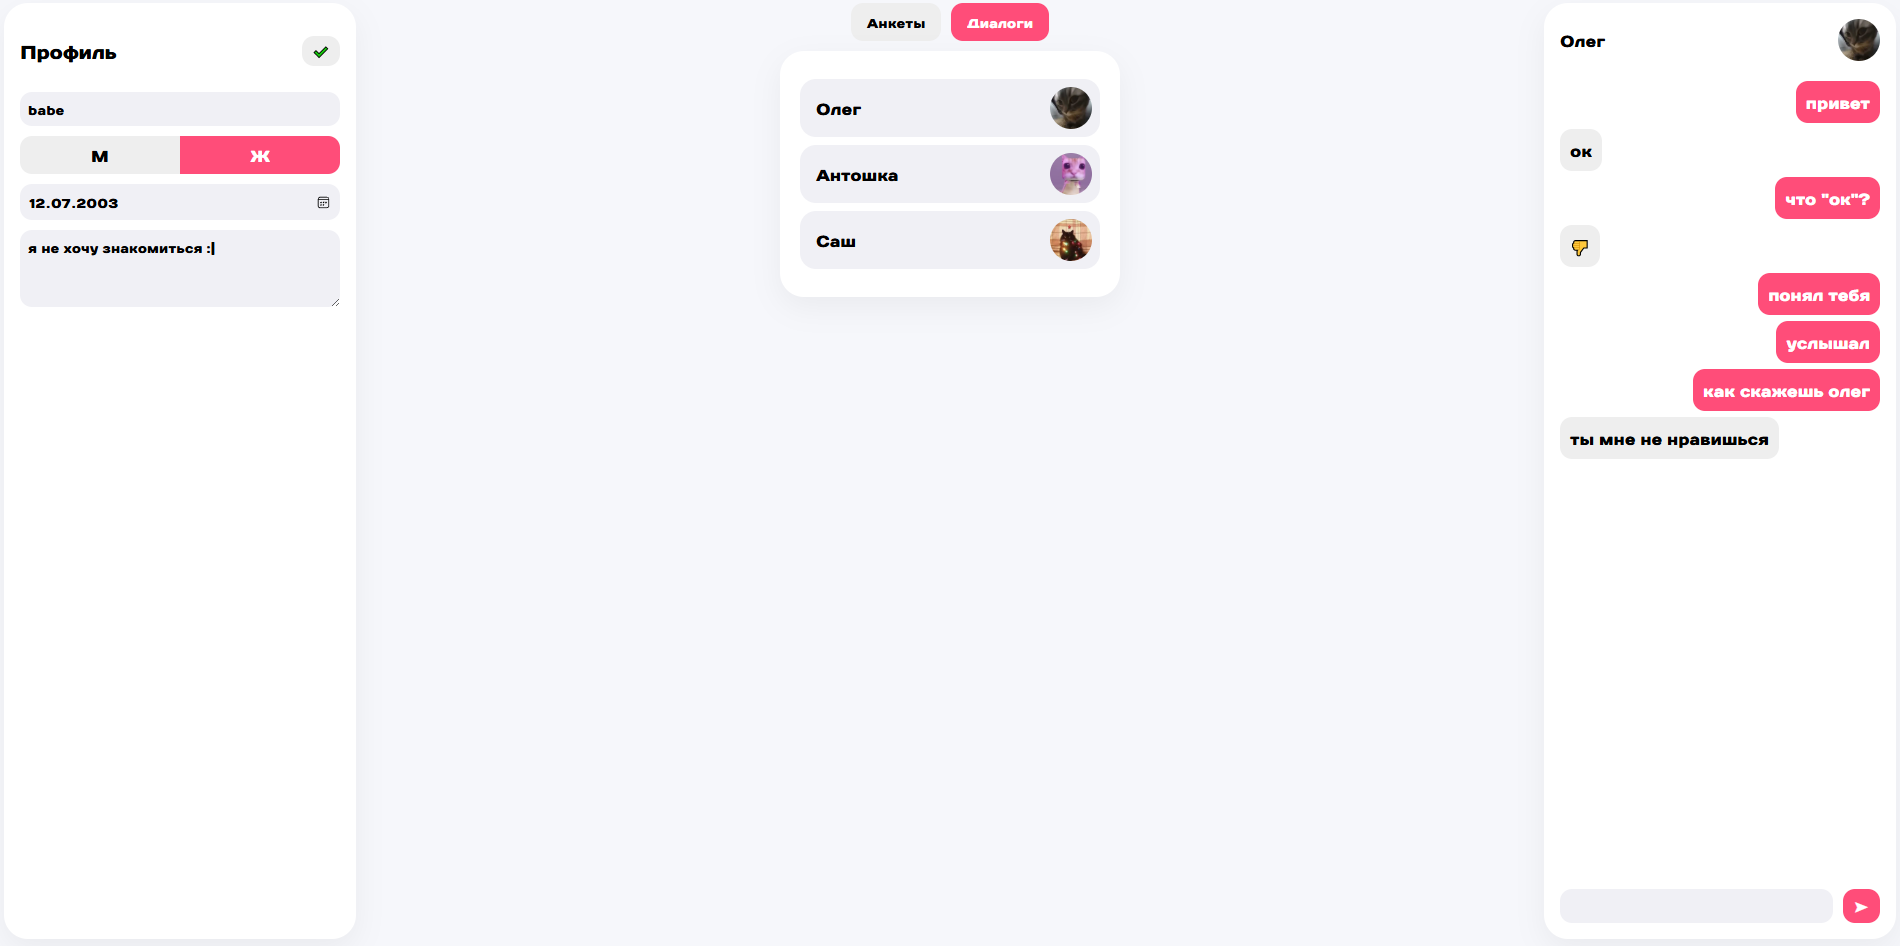 Профиль
babe
М Ж
12.07.2003
я не хочу знакомиться :|
Анкеты Диалоги
Олег
Антошка
Саш
Олег
привет
ок
что "ок"?
👎
понял тебя
услышал
как скажешь олег
ты мне не нравишься